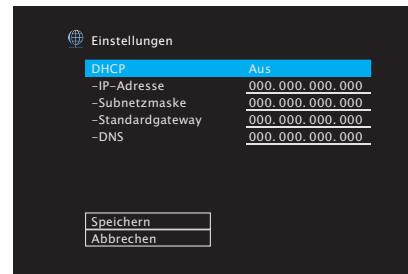 Einstellungen
DHCP Aus
-IP-Adresse 000.000.000.000
-Subnetzmaske 000.000.000.000
-Standardgateway 000.000.000.000
-DNS 000.000.000.000
Speichern
Abbrechen